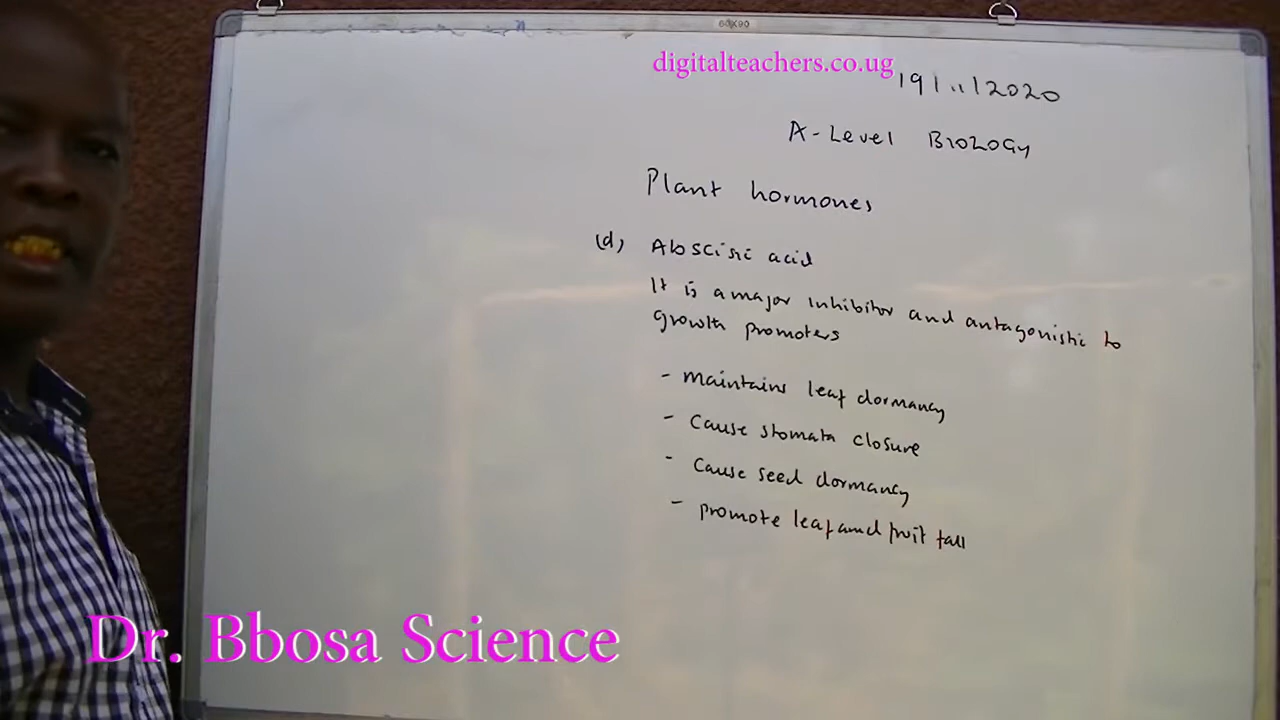 60x90
digitalteachers.co.ug
19/11/2020
A-Level BIOLOGY
Plant hormones
(d) Abscisic acid
It is a major inhibitor and antagonistic to
growth promoters
- maintains leaf dormancy
- Cause stomata closure
- Cause seed dormancy
- promote leaf and fruit fall
Dr. Bbosa Science